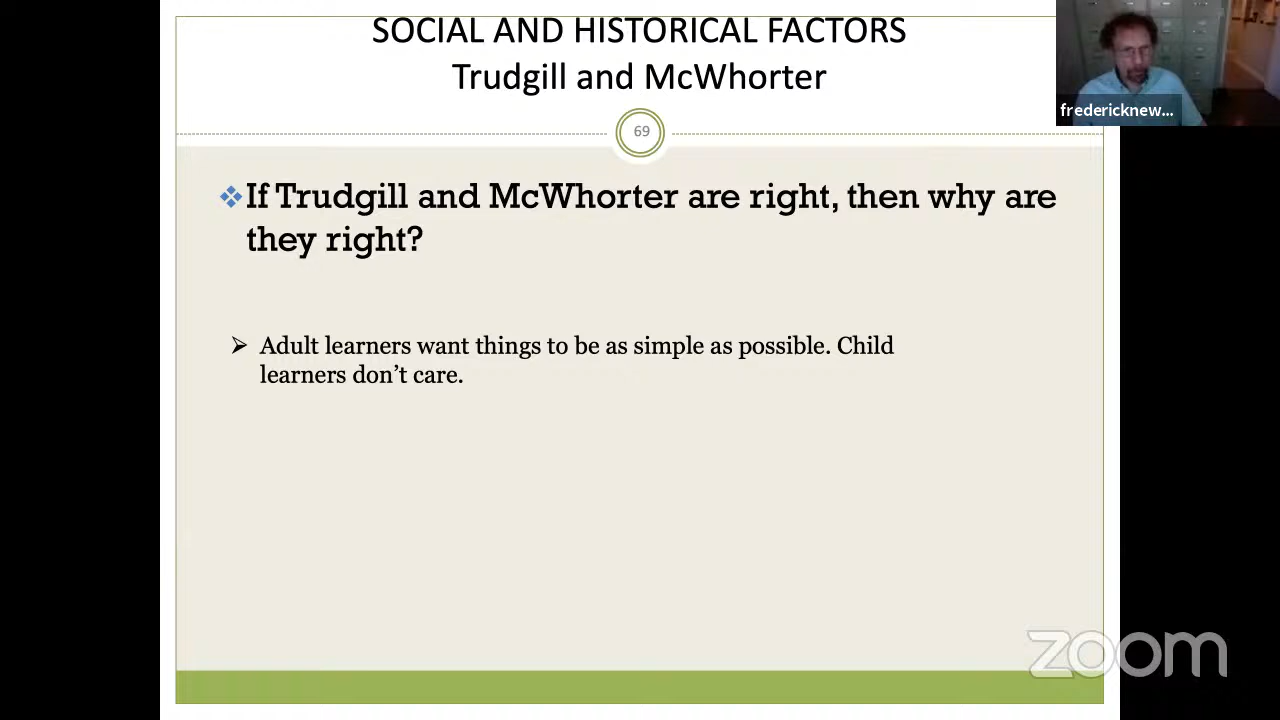 SOCIAL AND HISTORICAL FACTORS
Trudgill and McWhorter
fredericknew...
69
If Trudgill and McWhorter are right, then why are
they right?
Adult learners want things to be as simple as possible. Child
learners don’t care.
zoom